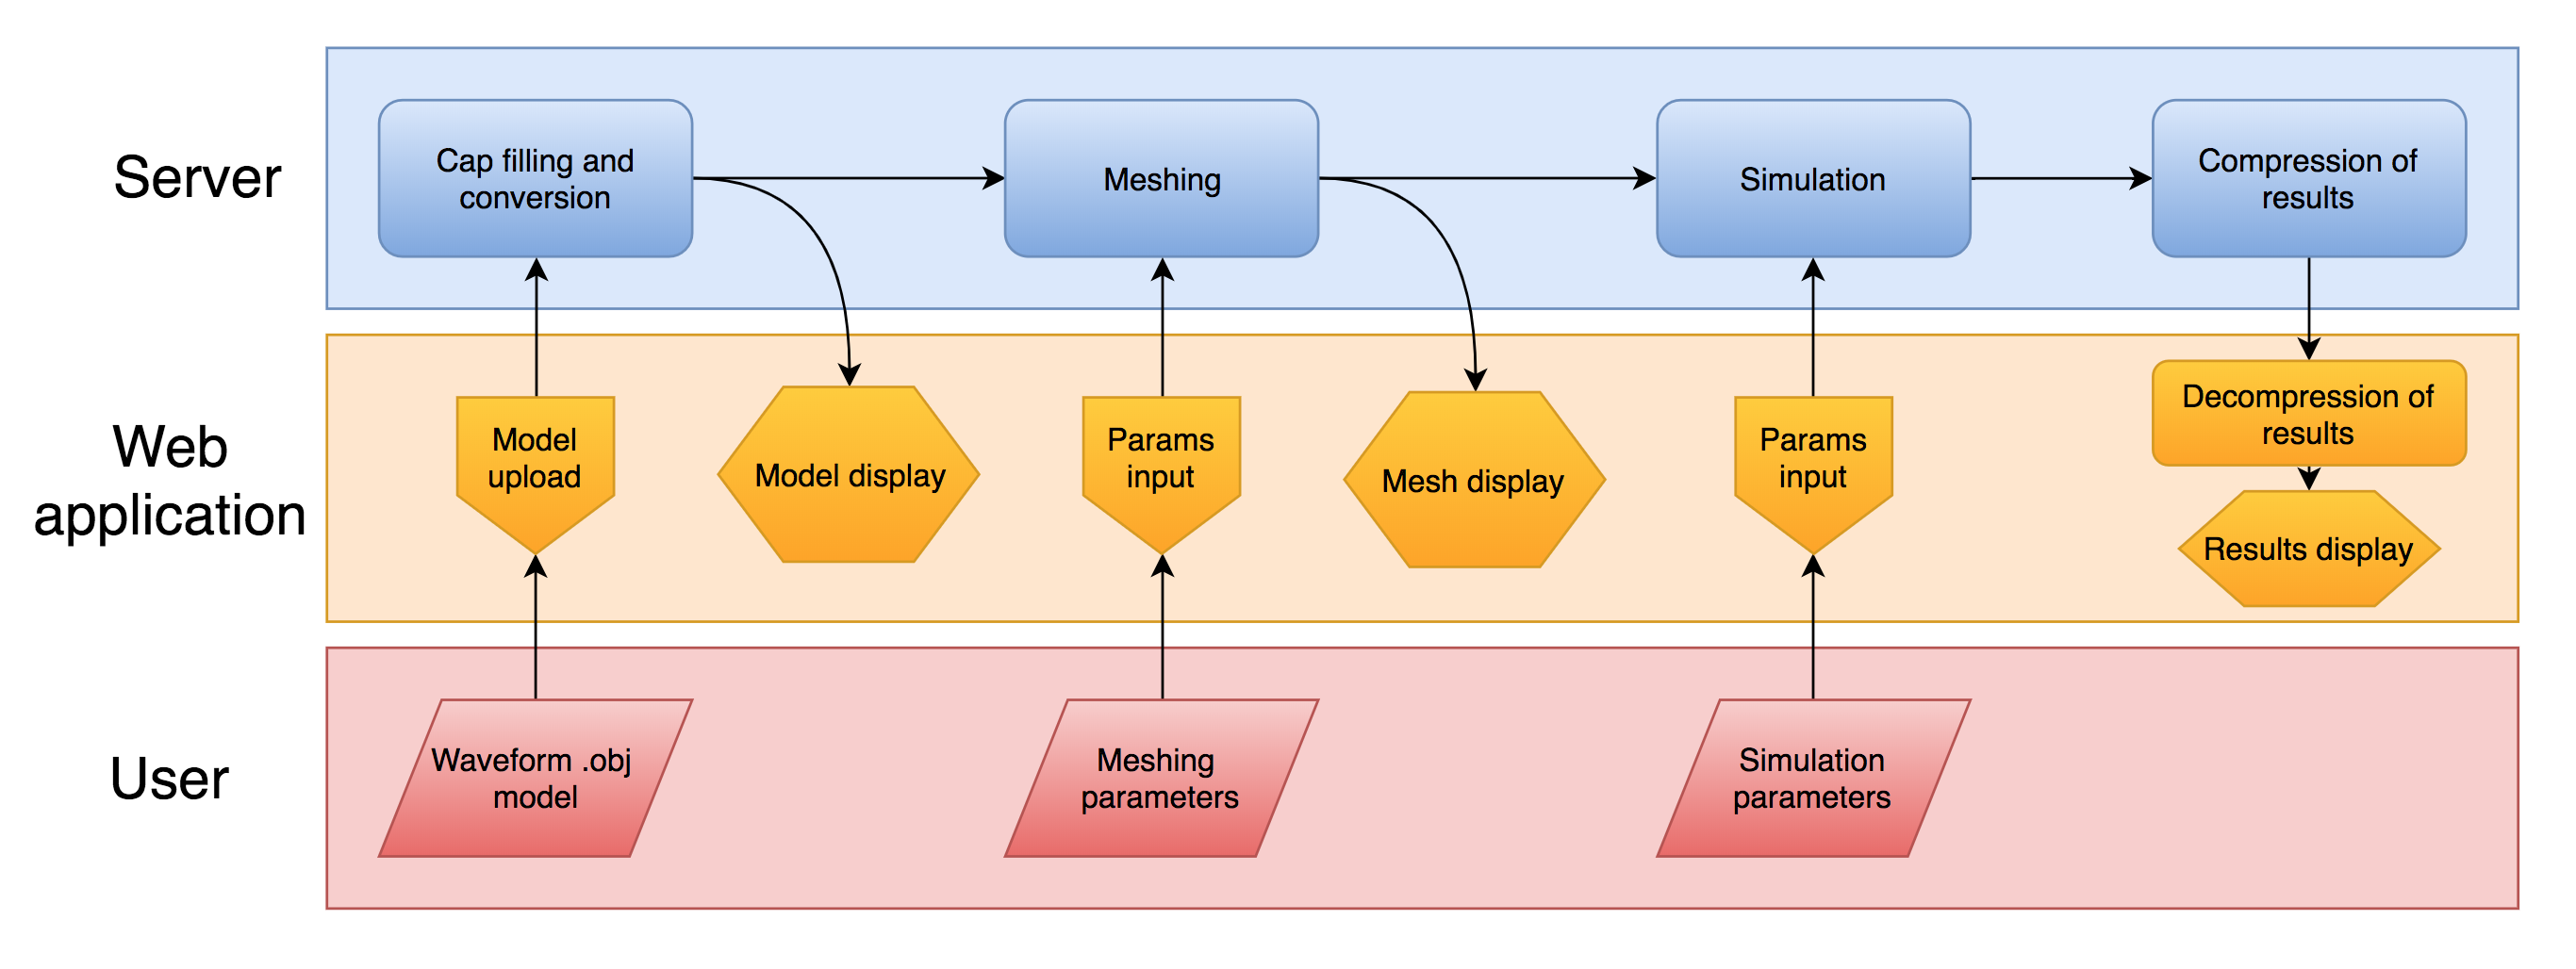 Server
Cap filling and
conversion
Meshing
Simulation
Compression of
results
Web
application
Model
upload
Model display
Params
input
Mesh display
Params
input
Decompression of
results
Results display
User
Waveform .obj
model
Meshing
parameters
Simulation
parameters